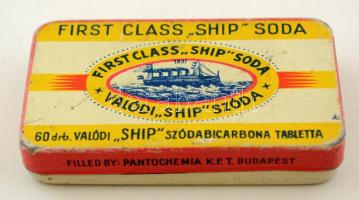 FIRST CLASS „SHIP" SODA
FIRST CLASS „SHIP" SODA
1837
VALÓDI „SHIP" SZÓDA
60 drb. VALÓDI „SHIP" SZÓDABICARBONA TABLETTA
FILLED BY: PANTOCHEMIA K.F.T. BUDAPEST